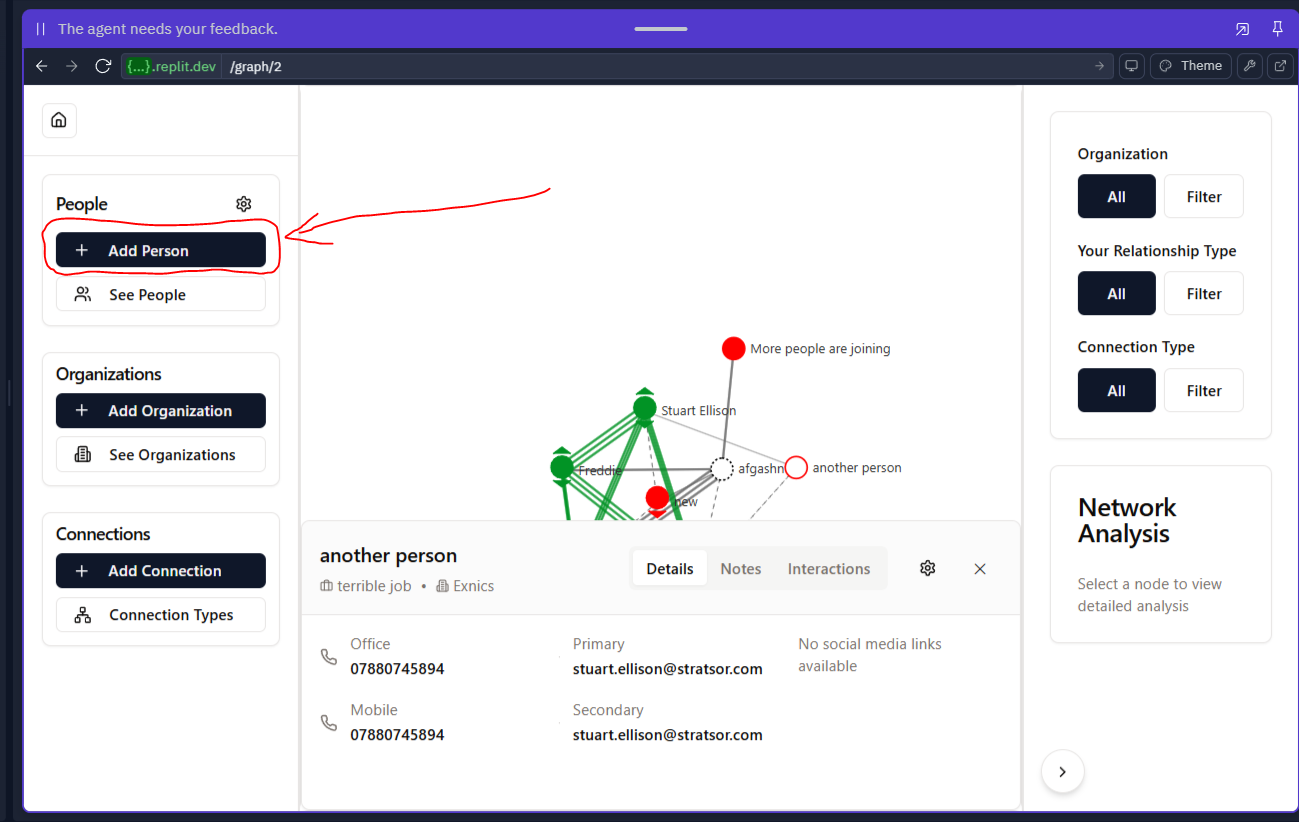 The agent needs your feedback.
{...}.replit.dev /graph/2
Theme
People
Add Person
See People
Organizations
Add Organization
See Organizations
Connections
Add Connection
Connection Types
More people are joining
Stuart Ellison
Freddie
afgashn
another person
new
another person
terrible job • Exnics
Details Notes Interactions
Office
07880745894
Primary
stuart.ellison@stratsor.com
No social media links
available
Mobile
07880745894
Secondary
stuart.ellison@stratsor.com
Organization
All Filter
Your Relationship Type
All Filter
Connection Type
All Filter
Network
Analysis
Select a node to view
detailed analysis